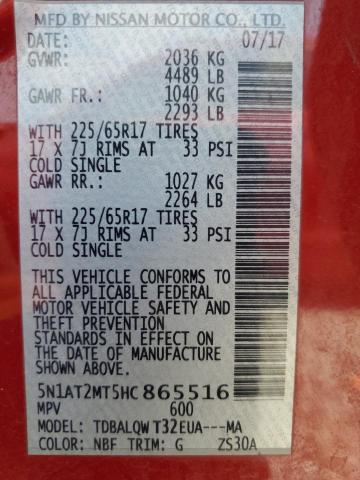 MFD BY NISSAN MOTOR CO., LTD.
DATE: 07/17
GVWR: 2036 KG
4489 LB
GAWR FR.: 1040 KG
2293 LB
WITH 225/65R17 TIRES
17 X 7J RIMS AT 33 PSI
COLD SINGLE
GAWR RR.: 1027 KG
2264 LB
WITH 225/65R17 TIRES
17 X 7J RIMS AT 33 PSI
COLD SINGLE
THIS VEHICLE CONFORMS TO
ALL APPLICABLE FEDERAL
MOTOR VEHICLE SAFETY AND
THEFT PREVENTION
STANDARDS IN EFFECT ON
THE DATE OF MANUFACTURE
SHOWN ABOVE.
5N1AT2MT5HC865516
MPV 600
MODEL: TDBALQWT32EUA---MA
COLOR: NBF TRIM: G ZS30A